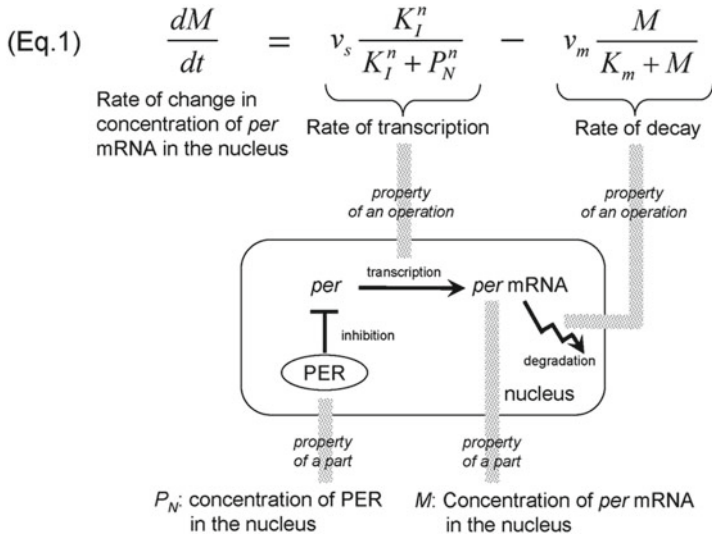 (Eq.1) dM/dt = v_s K_I^n / (K_I^n + P_N^n) − v_m M / (K_m + M)
Rate of change in
concentration of per
mRNA in the nucleus
Rate of transcription
Rate of decay
property
of an operation
property
of an operation
per
transcription
per mRNA
inhibition
degradation
PER
nucleus
property
of a part
property
of a part
P_N: concentration of PER
in the nucleus
M: Concentration of per mRNA
in the nucleus